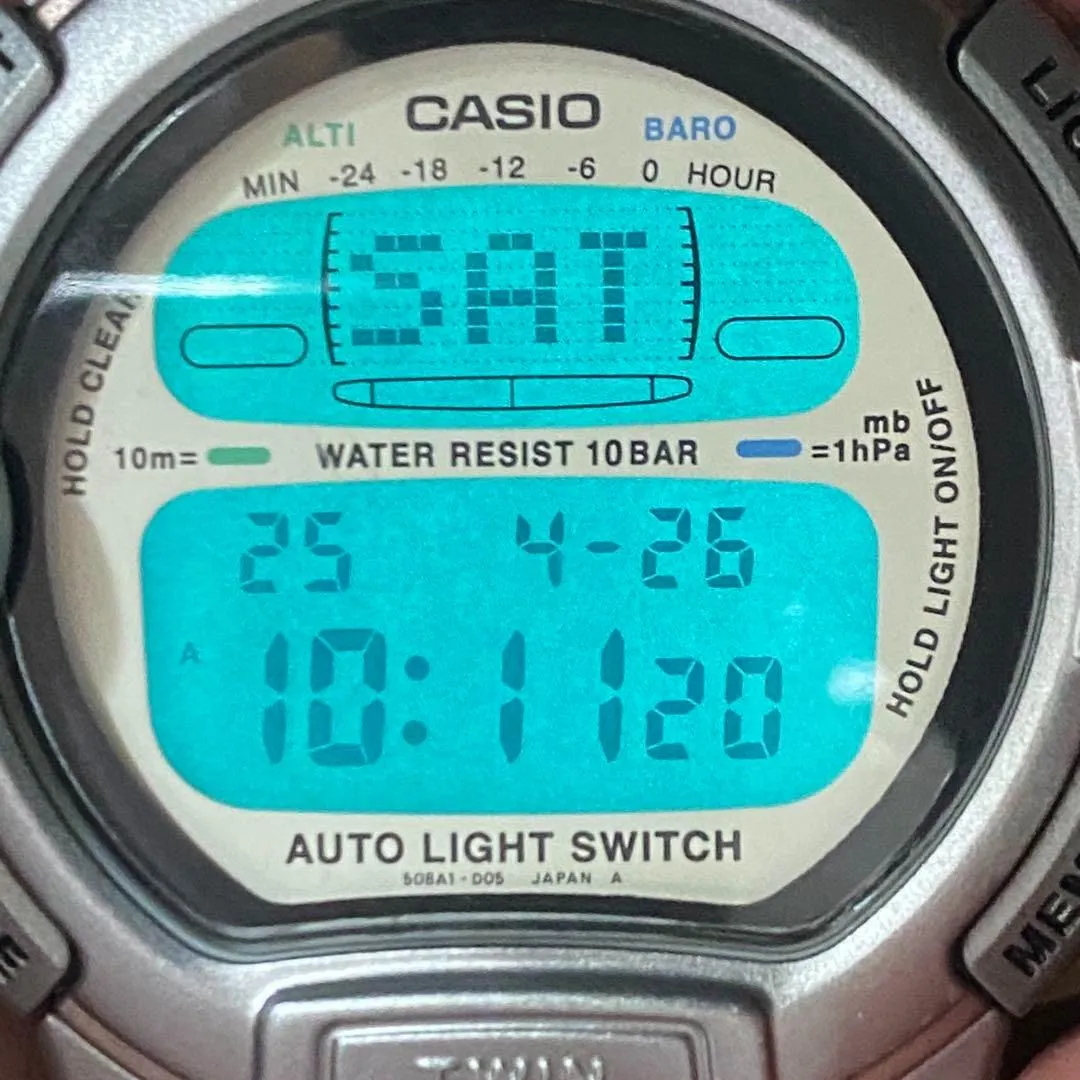 CASIO
ALTI BARO
MIN -24 -18 -12 -6 0 HOUR
SAT
HOLD CLEAR
10m= WATER RESIST 10BAR mb
=1hPa
HOLD LIGHT ON/OFF
25 4-26
A 10:11 20
AUTO LIGHT SWITCH
508A1-D05 JAPAN A
TWIN